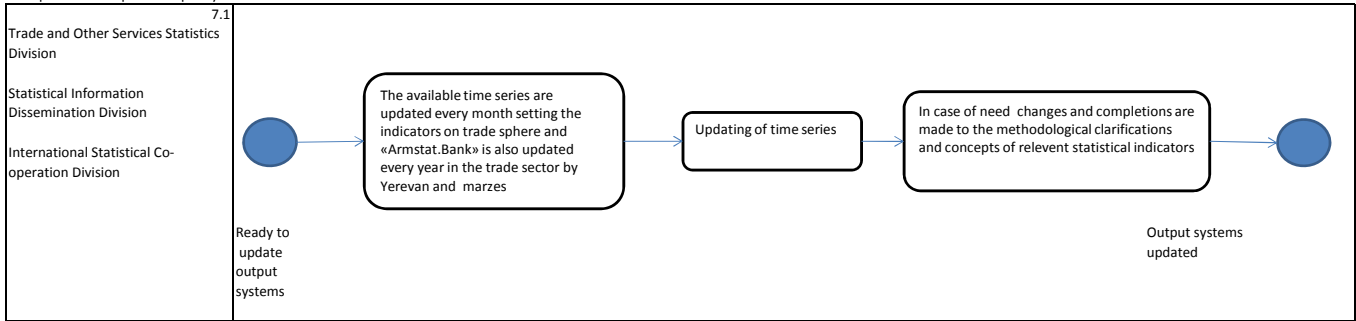 7.1
Trade and Other Services Statistics
Division
Statistical Information
Dissemination Division
International Statistical Co-
operation Division
Ready to
update
output
systems
The available time series are
updated every month setting the
indicators on trade sphere and
«Armstat.Bank» is also updated
every year in the trade sector by
Yerevan and marzes
Updating of time series
In case of need changes and completions are
made to the methodological clarifications
and concepts of relevent statistical indicators
Output systems
updated